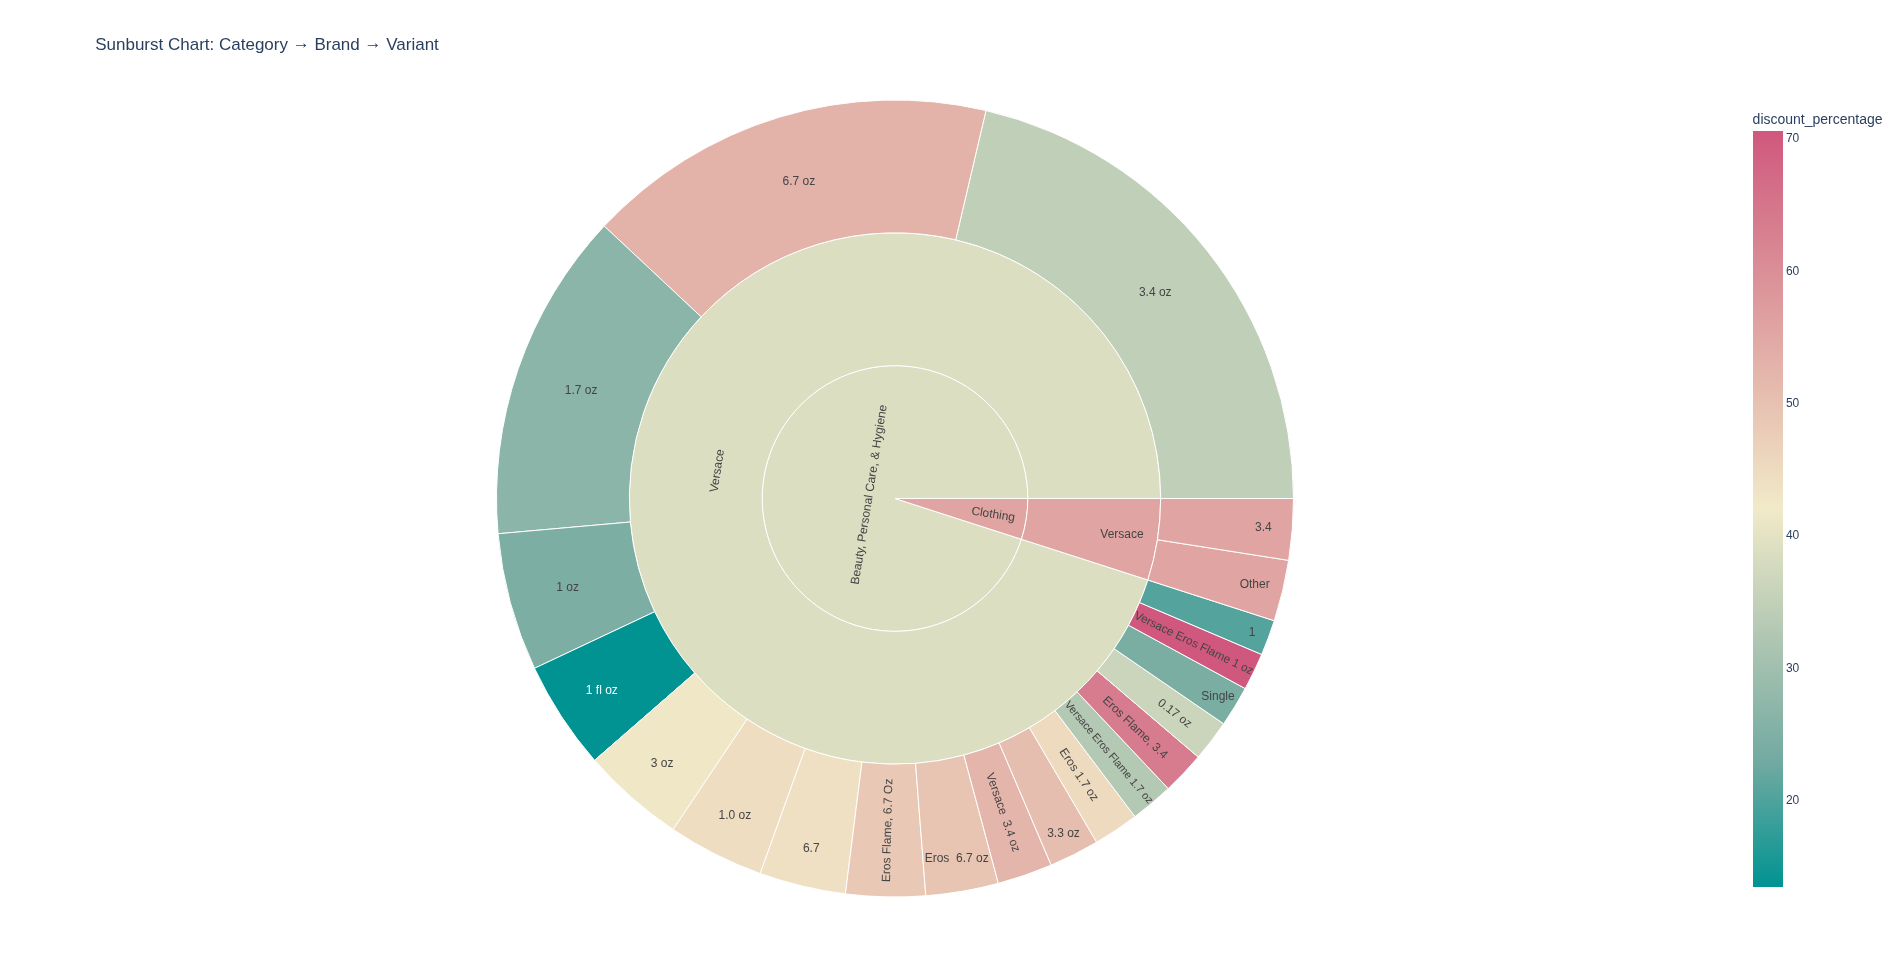 Sunburst Chart: Category → Brand → Variant
discount_percentage
70
60
50
40
30
20
6.7 oz
3.4 oz
1.7 oz
1 oz
1 fl oz
3 oz
1.0 oz
6.7
Eros Flame, 6.7 Oz
Eros  6.7 oz
Versace  3.4 oz
3.3 oz
Eros 1.7 oz
Versace Eros Flame 1.7 oz
Eros Flame, 3.4
0.17 oz
Single
Versace Eros Flame 1 oz
1
Other
3.4
Versace
Clothing
Versace
Beauty, Personal Care, & Hygiene